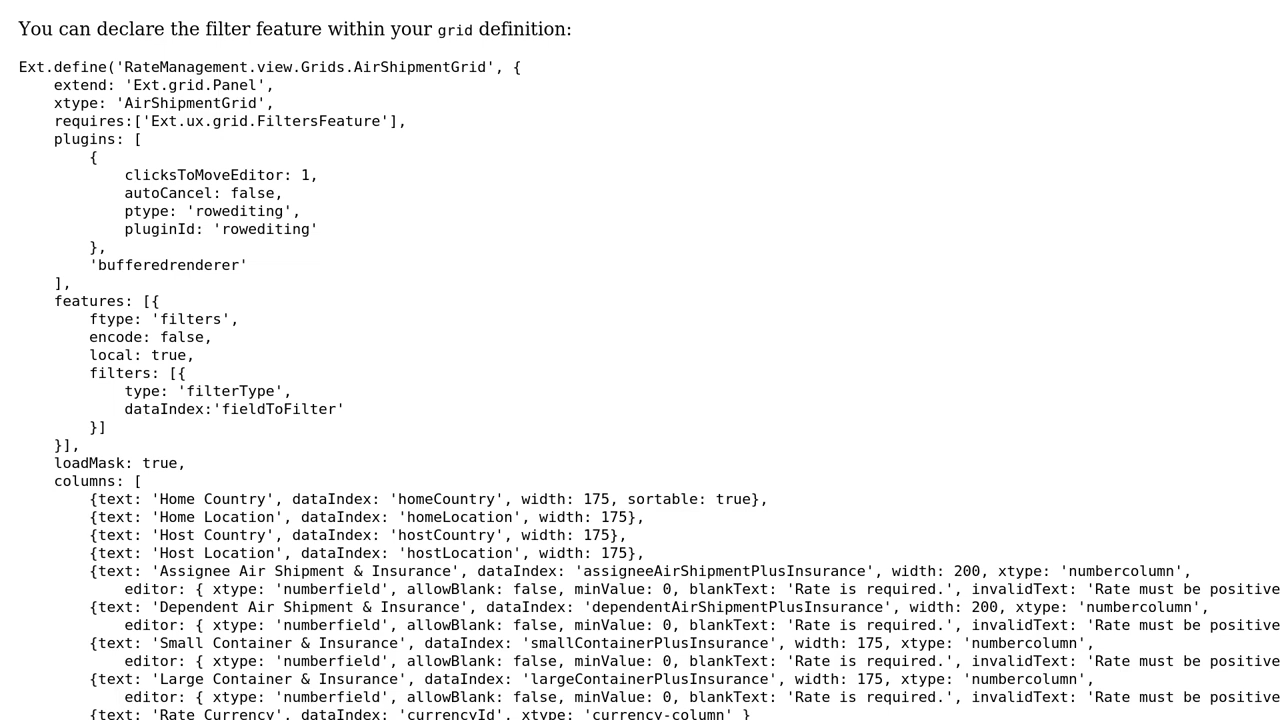 You can declare the filter feature within your grid definition:
Ext.define('RateManagement.view.Grids.AirShipmentGrid', {
    extend: 'Ext.grid.Panel',
    xtype: 'AirShipmentGrid',
    requires:['Ext.ux.grid.FiltersFeature'],
    plugins: [
        {
            clicksToMoveEditor: 1,
            autoCancel: false,
            ptype: 'rowediting',
            pluginId: 'rowediting'
        },
        'bufferedrenderer'
    ],
    features: [{
        ftype: 'filters',
        encode: false,
        local: true,
        filters: [{
            type: 'filterType',
            dataIndex:'fieldToFilter'
        }]
    }],
    loadMask: true,
    columns: [
        {text: 'Home Country', dataIndex: 'homeCountry', width: 175, sortable: true},
        {text: 'Home Location', dataIndex: 'homeLocation', width: 175},
        {text: 'Host Country', dataIndex: 'hostCountry', width: 175},
        {text: 'Host Location', dataIndex: 'hostLocation', width: 175},
        {text: 'Assignee Air Shipment & Insurance', dataIndex: 'assigneeAirShipmentPlusInsurance', width: 200, xtype: 'numbercolumn',
            editor: { xtype: 'numberfield', allowBlank: false, minValue: 0, blankText: 'Rate is required.', invalidText: 'Rate must be positive
        {text: 'Dependent Air Shipment & Insurance', dataIndex: 'dependentAirShipmentPlusInsurance', width: 200, xtype: 'numbercolumn',
            editor: { xtype: 'numberfield', allowBlank: false, minValue: 0, blankText: 'Rate is required.', invalidText: 'Rate must be positive
        {text: 'Small Container & Insurance', dataIndex: 'smallContainerPlusInsurance', width: 175, xtype: 'numbercolumn',
            editor: { xtype: 'numberfield', allowBlank: false, minValue: 0, blankText: 'Rate is required.', invalidText: 'Rate must be positive
        {text: 'Large Container & Insurance', dataIndex: 'largeContainerPlusInsurance', width: 175, xtype: 'numbercolumn',
            editor: { xtype: 'numberfield', allowBlank: false, minValue: 0, blankText: 'Rate is required.', invalidText: 'Rate must be positive
        {text: 'Rate Currency', dataIndex: 'currencyId', xtype: 'currency-column' }